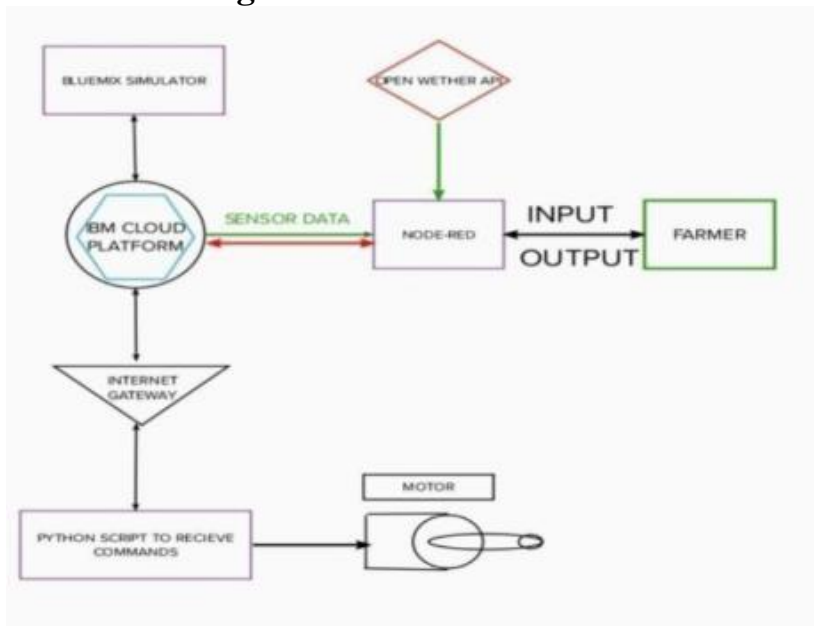 BLUEMIX SIMULATOR
OPEN WETHER API
IBM CLOUD
PLATFORM
SENSOR DATA
NODE-RED
INPUT
OUTPUT
FARMER
INTERNET
GATEWAY
MOTOR
PYTHON SCRIPT TO RECIEVE
COMMANDS